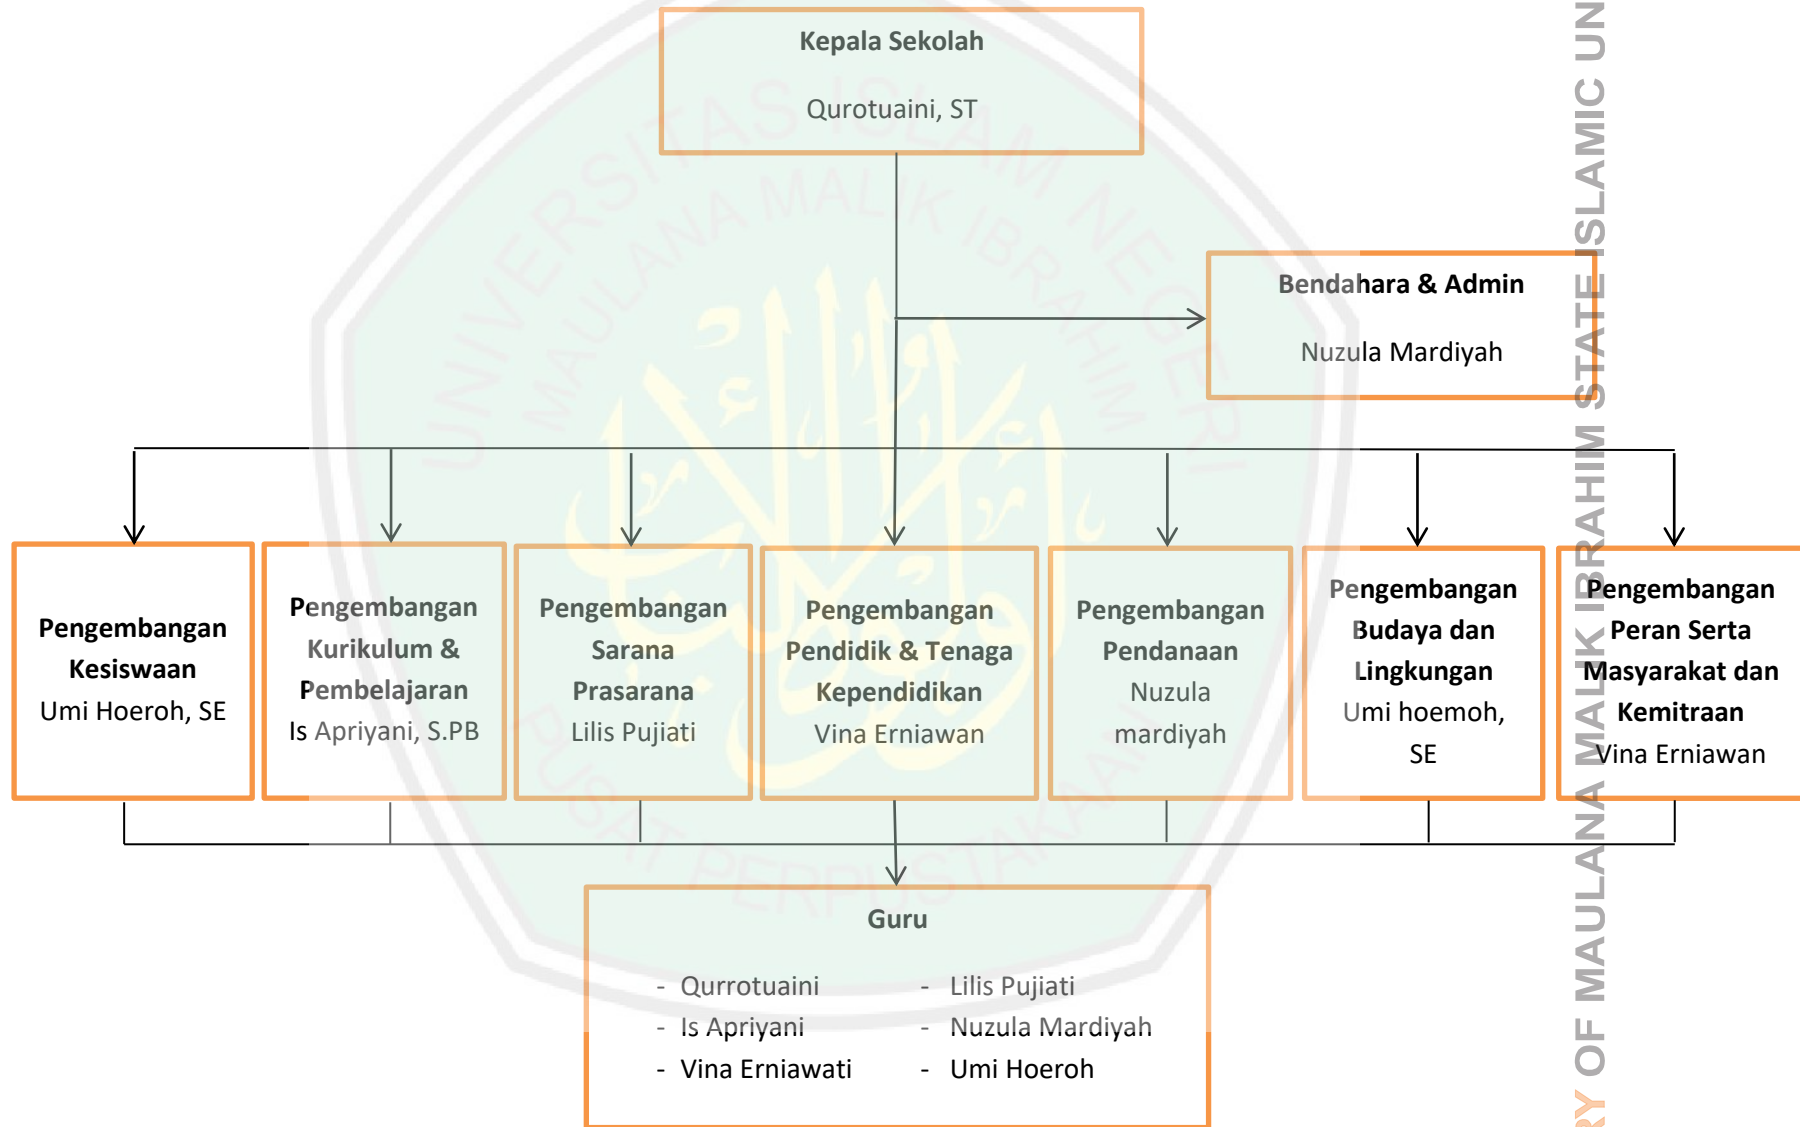 Kepala Sekolah
Qurotuaini, ST
Bendahara & Admin
Nuzula Mardiyah
Pengembangan
Kesiswaan
Umi Hoeroh, SE
Pengembangan
Kurikulum &
Pembelajaran
Is Apriyani, S.PB
Pengembangan
Sarana
Prasarana
Lilis Pujiati
Pengembangan
Pendidik & Tenaga
Kependidikan
Vina Erniawan
Pengembangan
Pendanaan
Nuzula
mardiyah
Pengembangan
Budaya dan
Lingkungan
Umi hoemoh,
SE
Pengembangan
Peran Serta
Masyarakat dan
Kemitraan
Vina Erniawan
Guru
- Qurrotuaini
- Is Apriyani
- Vina Erniawati
- Lilis Pujiati
- Nuzula Mardiyah
- Umi Hoeroh
UNIVERSITAS ISLAM NEGERI
MAULANA MALIK IBRAHIM
PUSAT PERPUSTAKAAN
OF MAULANA MALIK IBRAHIM STATE ISLAMIC